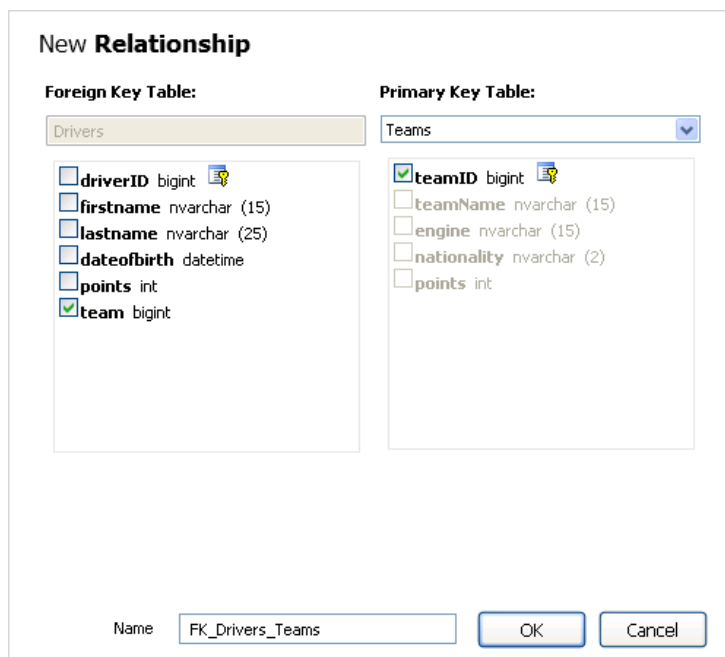 New Relationship
Foreign Key Table:
Primary Key Table:
Drivers
Teams
driverID bigint
firstname nvarchar (15)
lastname nvarchar (25)
dateofbirth datetime
points int
team bigint
teamID bigint
teamName nvarchar (15)
engine nvarchar (15)
nationality nvarchar (2)
points int
Name
FK_Drivers_Teams
OK
Cancel